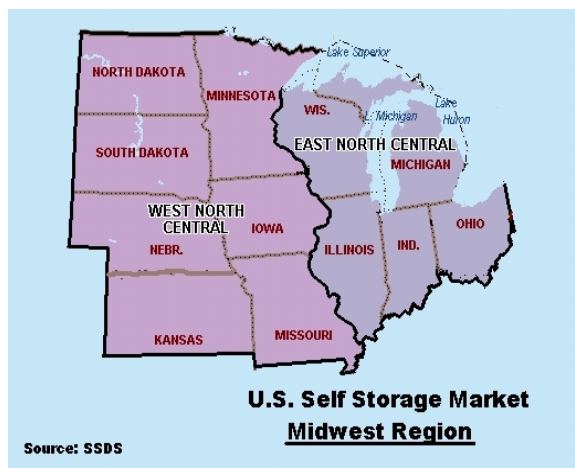 Lake Superior
NORTH DAKOTA
MINNESOTA
WIS.
L. Michigan
Lake
Huron
EAST NORTH CENTRAL
SOUTH DAKOTA
MICHIGAN
WEST NORTH
CENTRAL
IOWA
NEBR.
ILLINOIS
IND.
OHIO
KANSAS
MISSOURI
U.S. Self Storage Market
Midwest Region
Source: SSDS